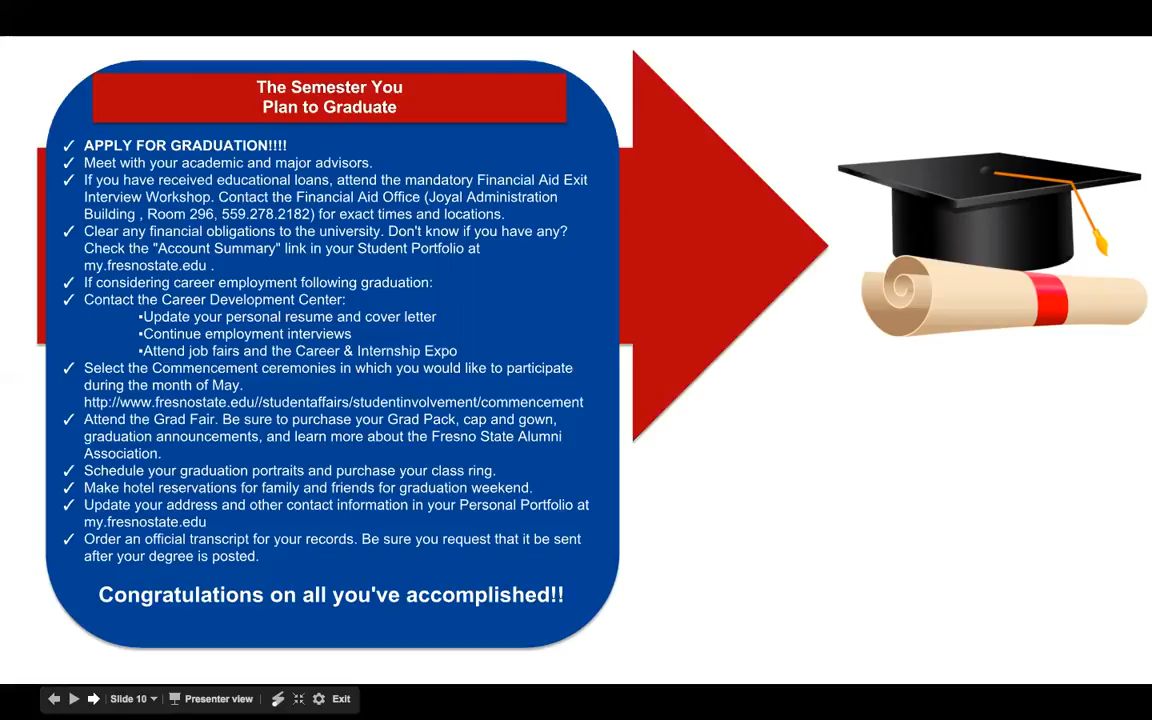 The Semester You
Plan to Graduate
✓ APPLY FOR GRADUATION!!!!
✓ Meet with your academic and major advisors.
✓ If you have received educational loans, attend the mandatory Financial Aid Exit
Interview Workshop. Contact the Financial Aid Office (Joyal Administration
Building , Room 296, 559.278.2182) for exact times and locations.
✓ Clear any financial obligations to the university. Don't know if you have any?
Check the "Account Summary" link in your Student Portfolio at
my.fresnostate.edu .
✓ If considering career employment following graduation:
✓ Contact the Career Development Center:
▪Update your personal resume and cover letter
▪Continue employment interviews
▪Attend job fairs and the Career & Internship Expo
✓ Select the Commencement ceremonies in which you would like to participate
during the month of May.
http://www.fresnostate.edu//studentaffairs/studentinvolvement/commencement
✓ Attend the Grad Fair. Be sure to purchase your Grad Pack, cap and gown,
graduation announcements, and learn more about the Fresno State Alumni
Association.
✓ Schedule your graduation portraits and purchase your class ring.
✓ Make hotel reservations for family and friends for graduation weekend.
✓ Update your address and other contact information in your Personal Portfolio at
my.fresnostate.edu
✓ Order an official transcript for your records. Be sure you request that it be sent
after your degree is posted.
Congratulations on all you've accomplished!!
Slide 10 Presenter view Exit